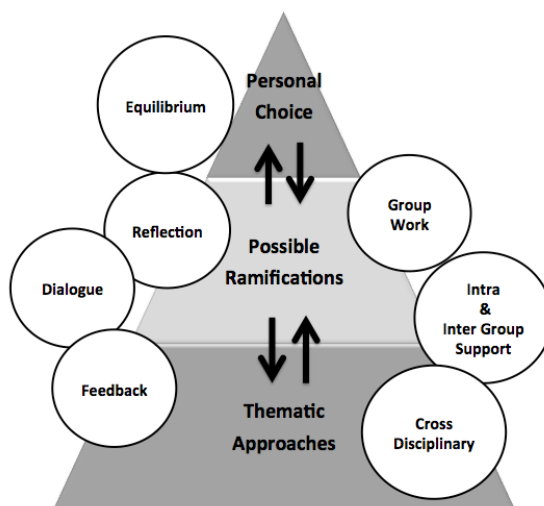 Personal
Choice
Equilibrium
Group
Work
Reflection
Possible
Ramifications
Dialogue
Intra
&
Inter Group
Support
Feedback
Thematic
Approaches
Cross
Disciplinary